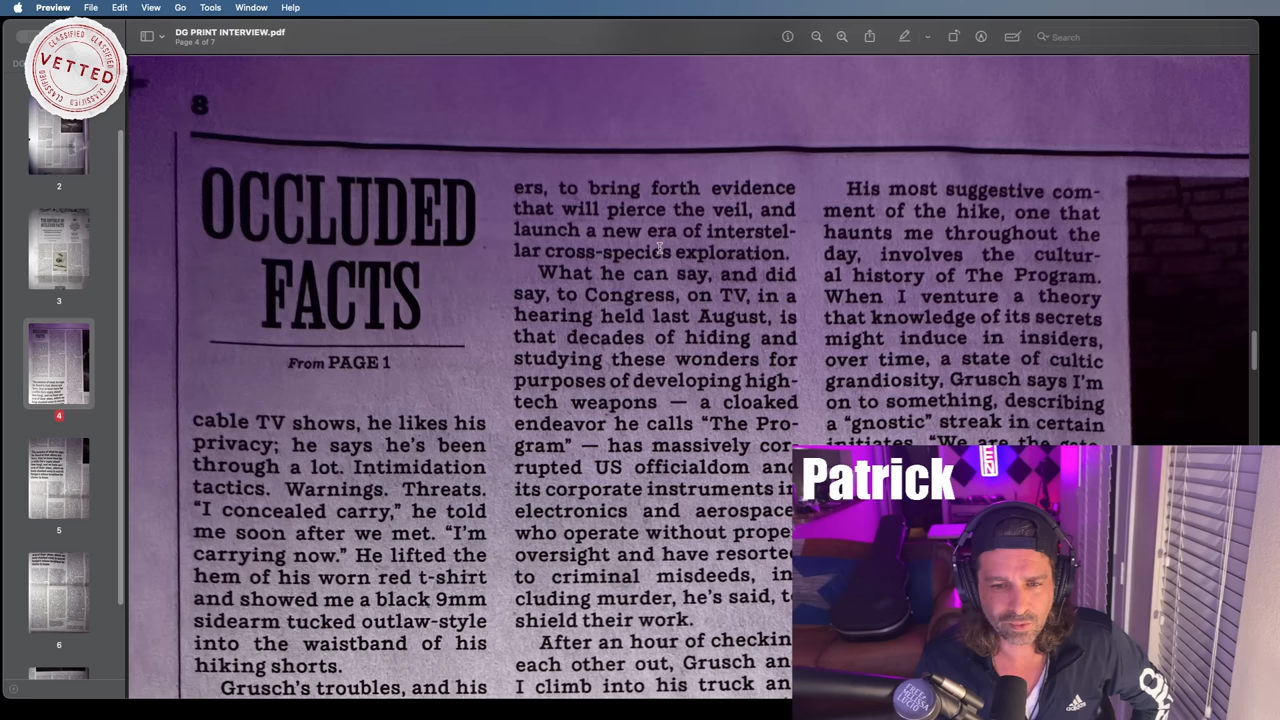 Preview File Edit View Go Tools Window Help
DG PRINT INTERVIEW.pdf
Page 4 of 7
Search
CLASSIFIED
VETTED
CLASSIFIED
2
3
4
5
6
8
OCCLUDED
FACTS
From PAGE 1
cable TV shows, he likes his
privacy; he says he's been
through a lot. Intimidation
tactics. Warnings. Threats.
“I concealed carry,” he told
me soon after we met. “I'm
carrying now.” He lifted the
hem of his worn red t-shirt
and showed me a black 9mm
sidearm tucked outlaw-style
into the waistband of his
hiking shorts.
Grusch's troubles, and his
ers, to bring forth evidence
that will pierce the veil, and
launch a new era of interstel-
lar cross-species exploration.
What he can say, and did
say, to Congress, on TV, in a
hearing held last August, is
that decades of hiding and
studying these wonders for
purposes of developing high-
tech weapons — a cloaked
endeavor he calls “The Pro-
gram” — has massively cor-
rupted US officialdom and
its corporate instruments in
electronics and aerospace
who operate without prope
oversight and have resorte
to criminal misdeeds, in
cluding murder, he's said, t
shield their work.
After an hour of checkin
each other out, Grusch an
I climb into his truck an
His most suggestive com-
ment of the hike, one that
haunts me throughout the
day, involves the cultur-
al history of The Program.
When I venture a theory
that knowledge of its secrets
might induce in insiders,
over time, a state of cultic
grandiosity, Grusch says I'm
on to something, describing
a “gnostic” streak in certain
initiates. “We are the gate
Patrick
FREE
MELISSA
LUCIO
adidas